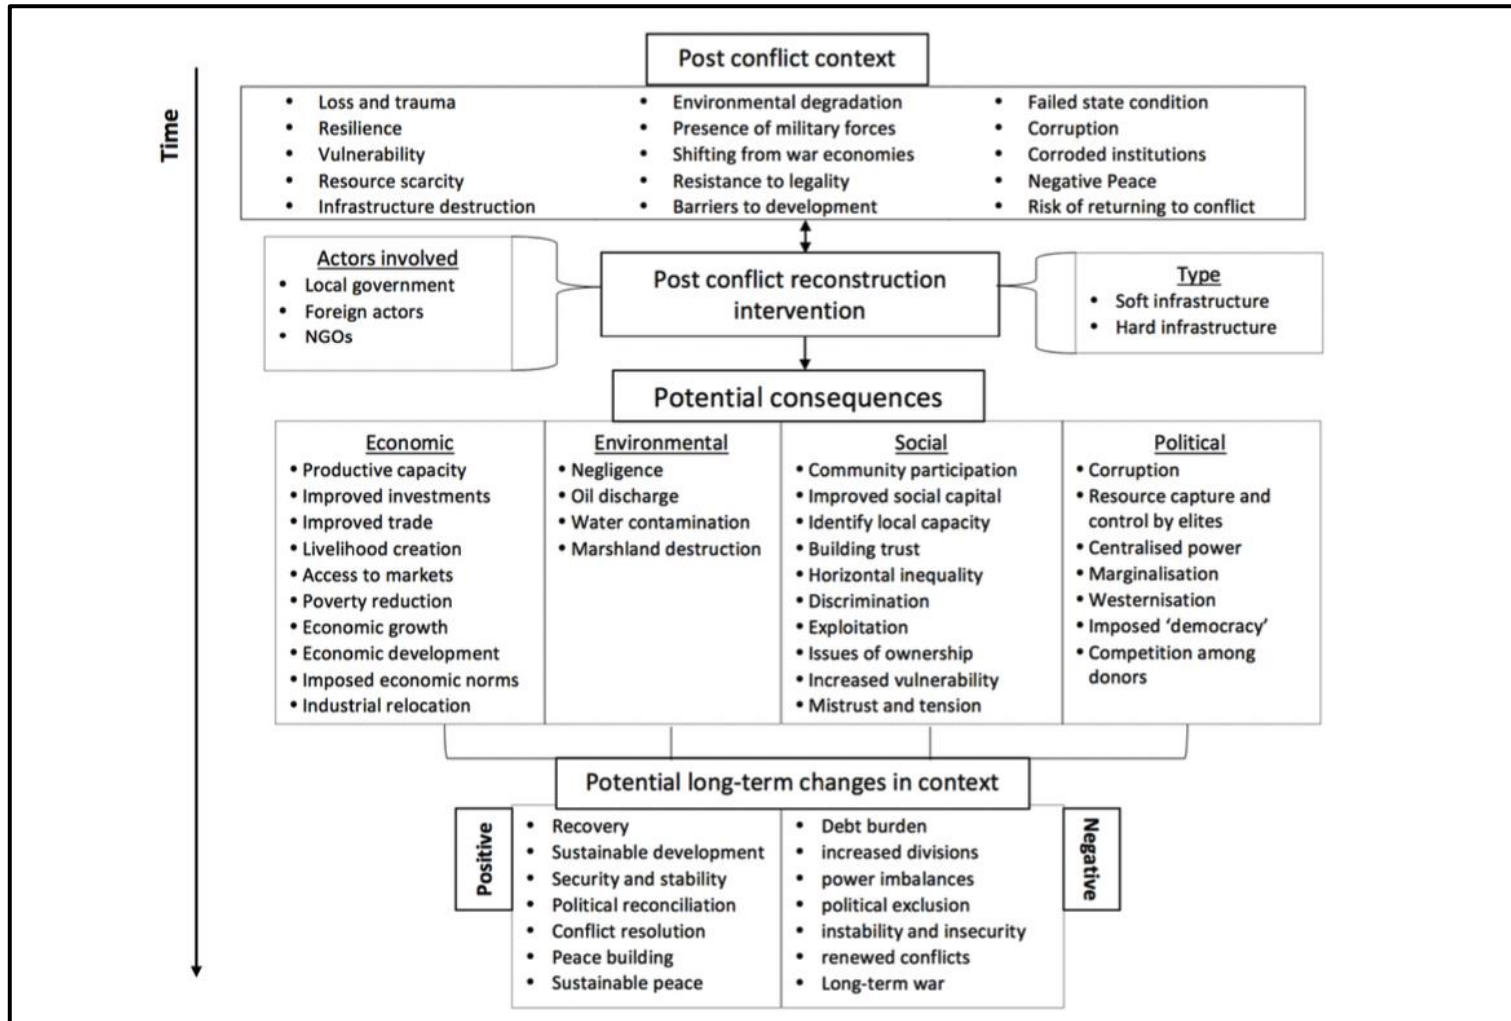 Time
Post conflict context
• Loss and trauma
• Resilience
• Vulnerability
• Resource scarcity
• Infrastructure destruction
• Environmental degradation
• Presence of military forces
• Shifting from war economies
• Resistance to legality
• Barriers to development
• Failed state condition
• Corruption
• Corroded institutions
• Negative Peace
• Risk of returning to conflict
Actors involved
• Local government
• Foreign actors
• NGOs
Post conflict reconstruction
intervention
Type
• Soft infrastructure
• Hard infrastructure
Potential consequences
Economic
• Productive capacity
• Improved investments
• Improved trade
• Livelihood creation
• Access to markets
• Poverty reduction
• Economic growth
• Economic development
• Imposed economic norms
• Industrial relocation
Environmental
• Negligence
• Oil discharge
• Water contamination
• Marshland destruction
Social
• Community participation
• Improved social capital
• Identify local capacity
• Building trust
• Horizontal inequality
• Discrimination
• Exploitation
• Issues of ownership
• Increased vulnerability
• Mistrust and tension
Political
• Corruption
• Resource capture and
control by elites
• Centralised power
• Marginalisation
• Westernisation
• Imposed ‘democracy’
• Competition among
donors
Potential long-term changes in context
Positive
• Recovery
• Sustainable development
• Security and stability
• Political reconciliation
• Conflict resolution
• Peace building
• Sustainable peace
• Debt burden
• increased divisions
• power imbalances
• political exclusion
• instability and insecurity
• renewed conflicts
• Long-term war
Negative